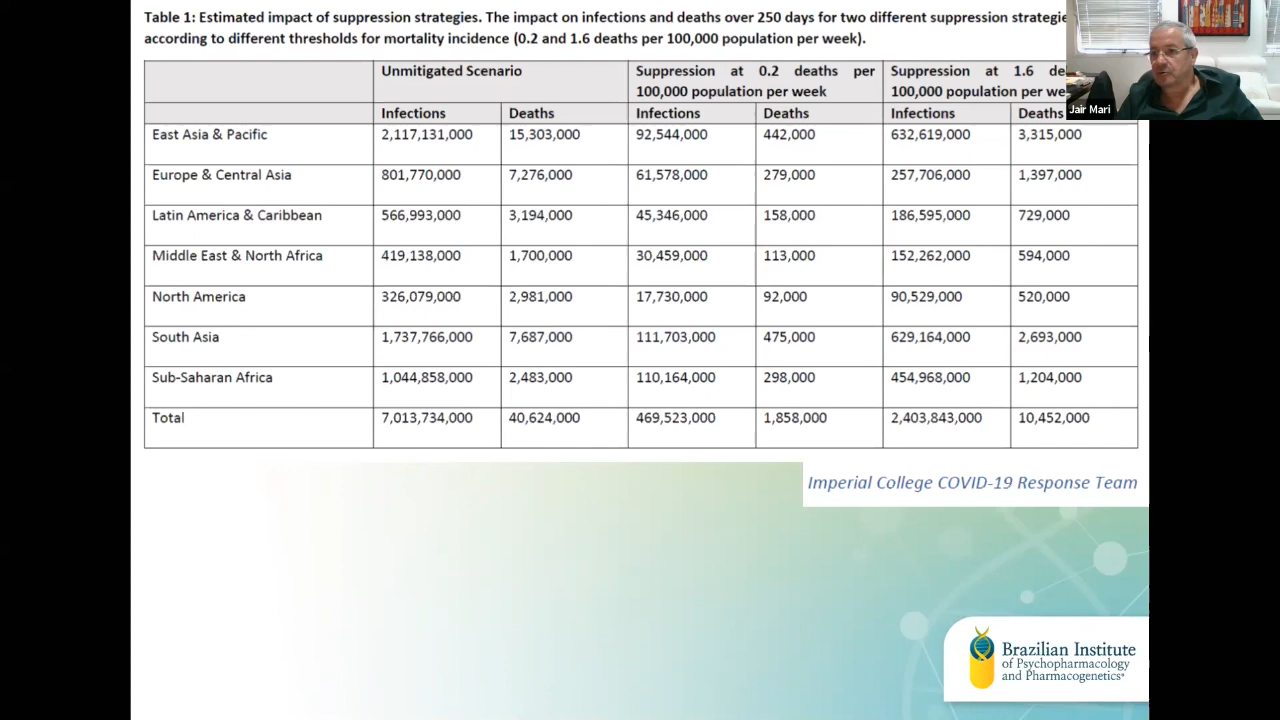 Table 1: Estimated impact of suppression strategies. The impact on infections and deaths over 250 days for two different suppression
according to different thresholds for mortality incidence (0.2 and 1.6 deaths per 100,000 population per week).
Jair Mari
Unmitigated Scenario
Suppression at 0.2 deaths per
100,000 population per week
Suppression at 1.6
100,000 population per
Infections Deaths Infections Deaths Infections Deaths
East Asia & Pacific 2,117,131,000 15,303,000 92,544,000 442,000 632,619,000 3,315,000
Europe & Central Asia 801,770,000 7,276,000 61,578,000 279,000 257,706,000 1,397,000
Latin America & Caribbean 566,993,000 3,194,000 45,346,000 158,000 186,595,000 729,000
Middle East & North Africa 419,138,000 1,700,000 30,459,000 113,000 152,262,000 594,000
North America 326,079,000 2,981,000 17,730,000 92,000 90,529,000 520,000
South Asia 1,737,766,000 7,687,000 111,703,000 475,000 629,164,000 2,693,000
Sub-Saharan Africa 1,044,858,000 2,483,000 110,164,000 298,000 454,968,000 1,204,000
Total 7,013,734,000 40,624,000 469,523,000 1,858,000 2,403,843,000 10,452,000
Imperial College COVID-19 Response Team
Brazilian Institute
of Psychopharmacology
and Pharmacogenetics